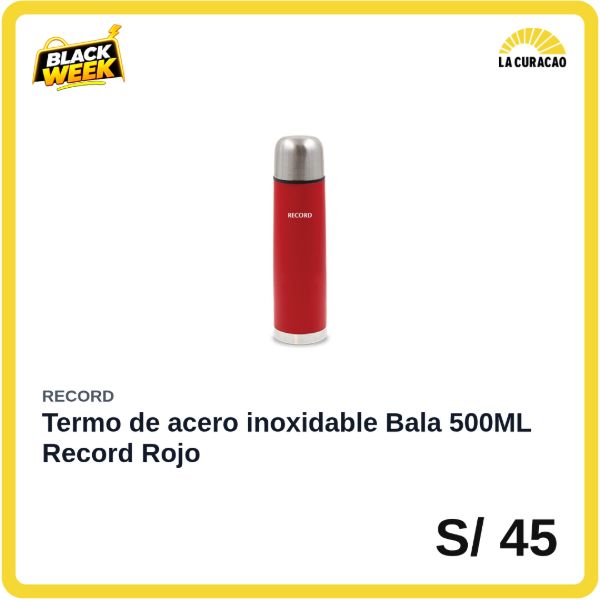 BLACK
WEEK
LA CURACAO
RECORD
RECORD
Termo de acero inoxidable Bala 500ML
Record Rojo
S/ 45